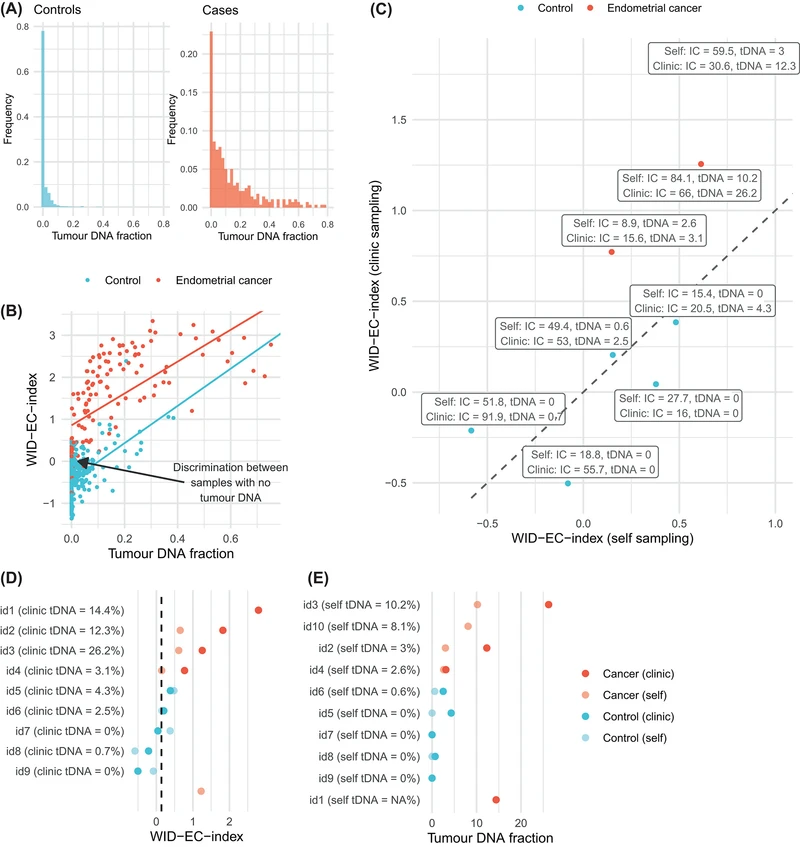 (A)
Controls
Cases
Frequency
0.8
0.6
0.4
0.2
0.0
0.0 0.2 0.4 0.6 0.8
Tumour DNA fraction
Frequency
0.20
0.15
0.10
0.05
0.00
0.0 0.2 0.4 0.6 0.8
Tumour DNA fraction
(B)
Control
Endometrial cancer
WID−EC−index
3
2
1
0
−1
Discrimination between
samples with no
tumour DNA
0.0 0.2 0.4 0.6
Tumour DNA fraction
(C)
Control
Endometrial cancer
WID−EC−index (clinic sampling)
1.5
1.0
0.5
0.0
−0.5
Self: IC = 59.5, tDNA = 3
Clinic: IC = 30.6, tDNA = 12.3
Self: IC = 84.1, tDNA = 10.2
Clinic: IC = 66, tDNA = 26.2
Self: IC = 8.9, tDNA = 2.6
Clinic: IC = 15.6, tDNA = 3.1
Self: IC = 15.4, tDNA = 0
Clinic: IC = 20.5, tDNA = 4.3
Self: IC = 49.4, tDNA = 0.6
Clinic: IC = 53, tDNA = 2.5
Self: IC = 51.8, tDNA = 0
Clinic: IC = 91.9, tDNA = 0.7
Self: IC = 27.7, tDNA = 0
Clinic: IC = 16, tDNA = 0
Self: IC = 18.8, tDNA = 0
Clinic: IC = 55.7, tDNA = 0
−0.5 0.0 0.5 1.0
WID−EC−index (self sampling)
(D)
id1 (clinic tDNA = 14.4%)
id2 (clinic tDNA = 12.3%)
id3 (clinic tDNA = 26.2%)
id4 (clinic tDNA = 3.1%)
id5 (clinic tDNA = 4.3%)
id6 (clinic tDNA = 2.5%)
id7 (clinic tDNA = 0%)
id8 (clinic tDNA = 0.7%)
id9 (clinic tDNA = 0%)
0 1 2
WID−EC−index
(E)
id3 (self tDNA = 10.2%)
id10 (self tDNA = 8.1%)
id2 (self tDNA = 3%)
id4 (self tDNA = 2.6%)
id6 (self tDNA = 0.6%)
id5 (self tDNA = 0%)
id7 (self tDNA = 0%)
id8 (self tDNA = 0%)
id9 (self tDNA = 0%)
id1 (self tDNA = NA%)
0 10 20
Tumour DNA fraction
Cancer (clinic)
Cancer (self)
Control (clinic)
Control (self)